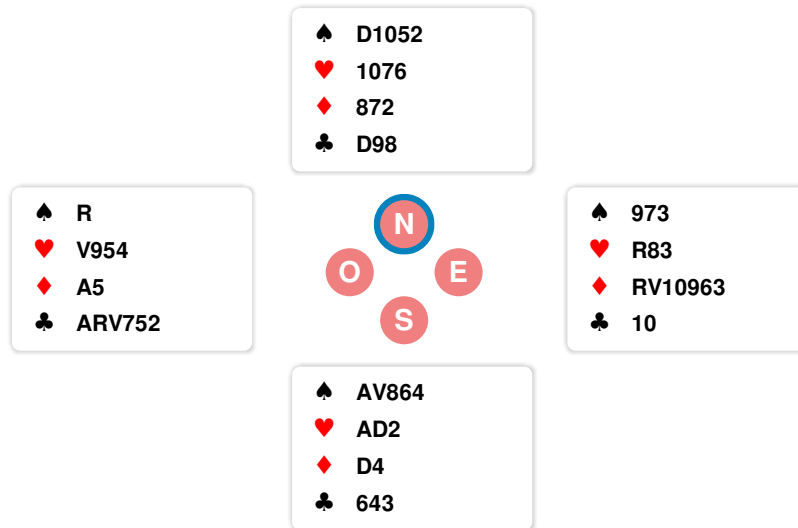 ♠ D1052
♥ 1076
♦ 872
♣ D98
♠ R
♥ V954
♦ A5
♣ ARV752
N
O E
S
♠ 973
♥ R83
♦ RV10963
♣ 10
♠ AV864
♥ AD2
♦ D4
♣ 643